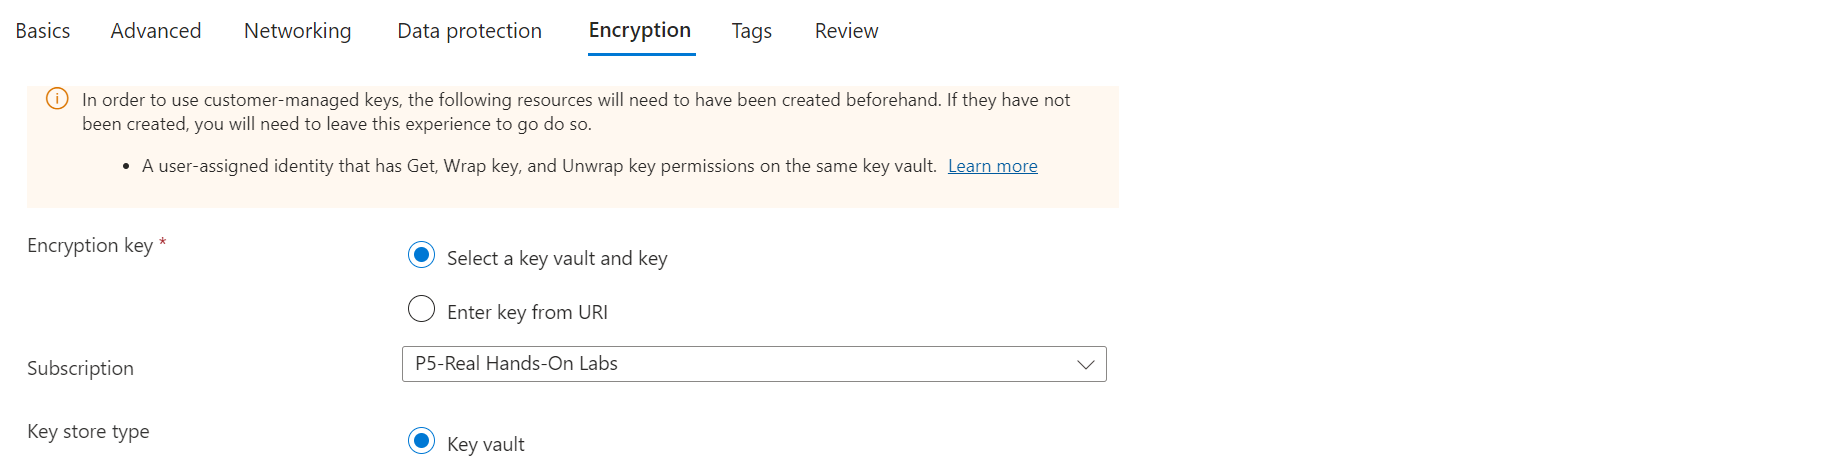 Basics Advanced Networking Data protection Encryption Tags Review
In order to use customer-managed keys, the following resources will need to have been created beforehand. If they have not
been created, you will need to leave this experience to go do so.
• A user-assigned identity that has Get, Wrap key, and Unwrap key permissions on the same key vault. Learn more
Encryption key *
Select a key vault and key
Enter key from URI
Subscription
P5-Real Hands-On Labs
Key store type
Key vault